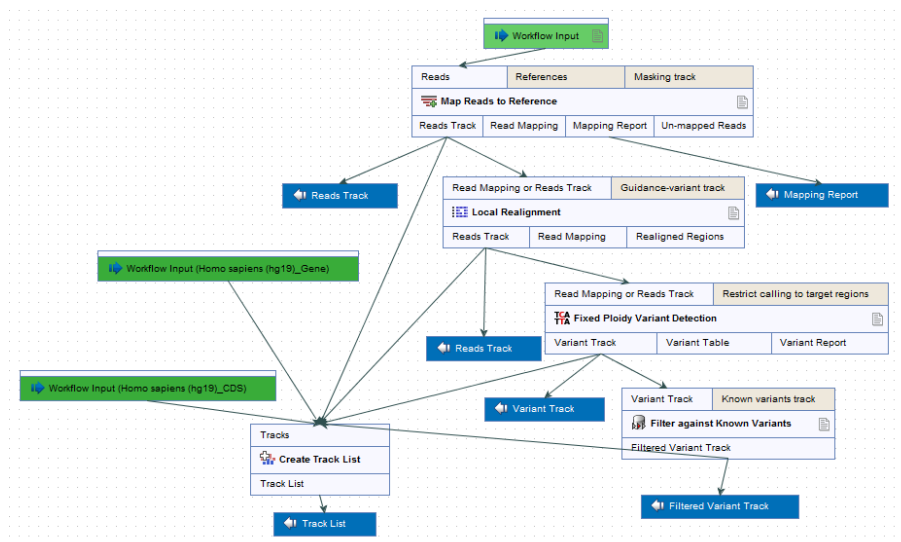 Workflow Input
Reads References Masking track
Map Reads to Reference
Reads Track Read Mapping Mapping Report Un-mapped Reads
Reads Track
Mapping Report
Read Mapping or Reads Track Guidance-variant track
Local Realignment
Reads Track Read Mapping Realigned Regions
Workflow Input (Homo sapiens (hg19)_Gene)
Read Mapping or Reads Track Restrict calling to target regions
TCA TTA Fixed Ploidy Variant Detection
Variant Track Variant Table Variant Report
Reads Track
Workflow Input (Homo sapiens (hg19)_CDS)
Variant Track
Variant Track Known variants track
Filter against Known Variants
Filtered Variant Track
Tracks
Create Track List
Track List
Filtered Variant Track
Track List